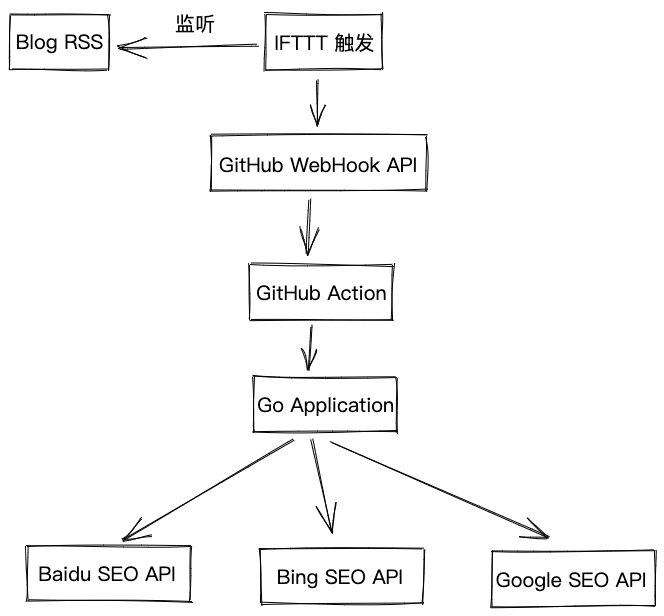 监听
Blog RSS
IFTTT 触发
GitHub WebHook API
GitHub Action
Go Application
Baidu SEO API
Bing SEO API
Google SEO API